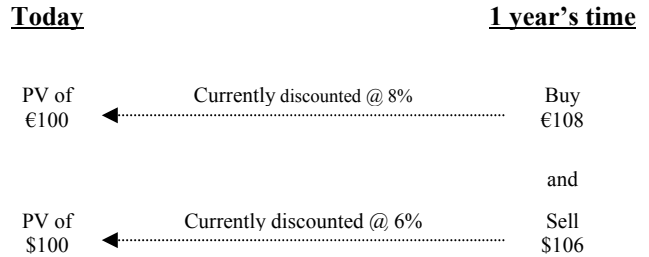 Today 1 year's time
PV of Currently discounted @ 8% Buy
€100 €108
and
PV of Currently discounted @ 6% Sell
$100 $106